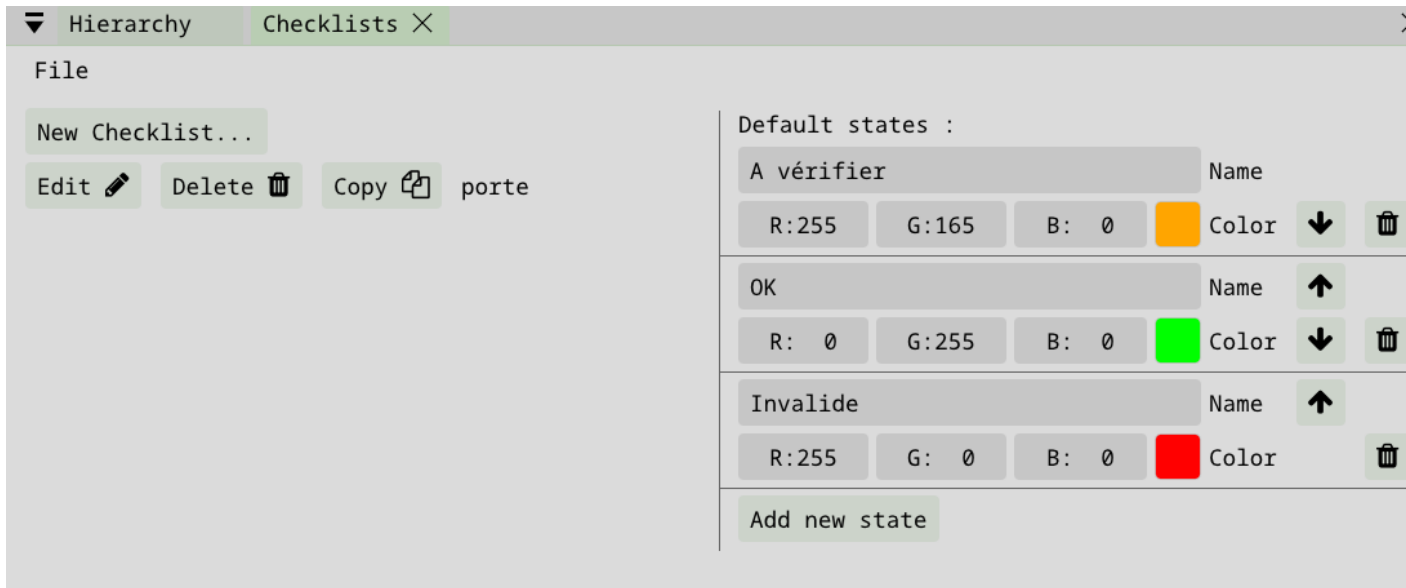 Hierarchy Checklists
File
New Checklist...
Edit Delete Copy porte
Default states :
A vérifier Name
R:255 G:165 B: 0 Color
OK Name
R: 0 G:255 B: 0 Color
Invalide Name
R:255 G: 0 B: 0 Color
Add new state